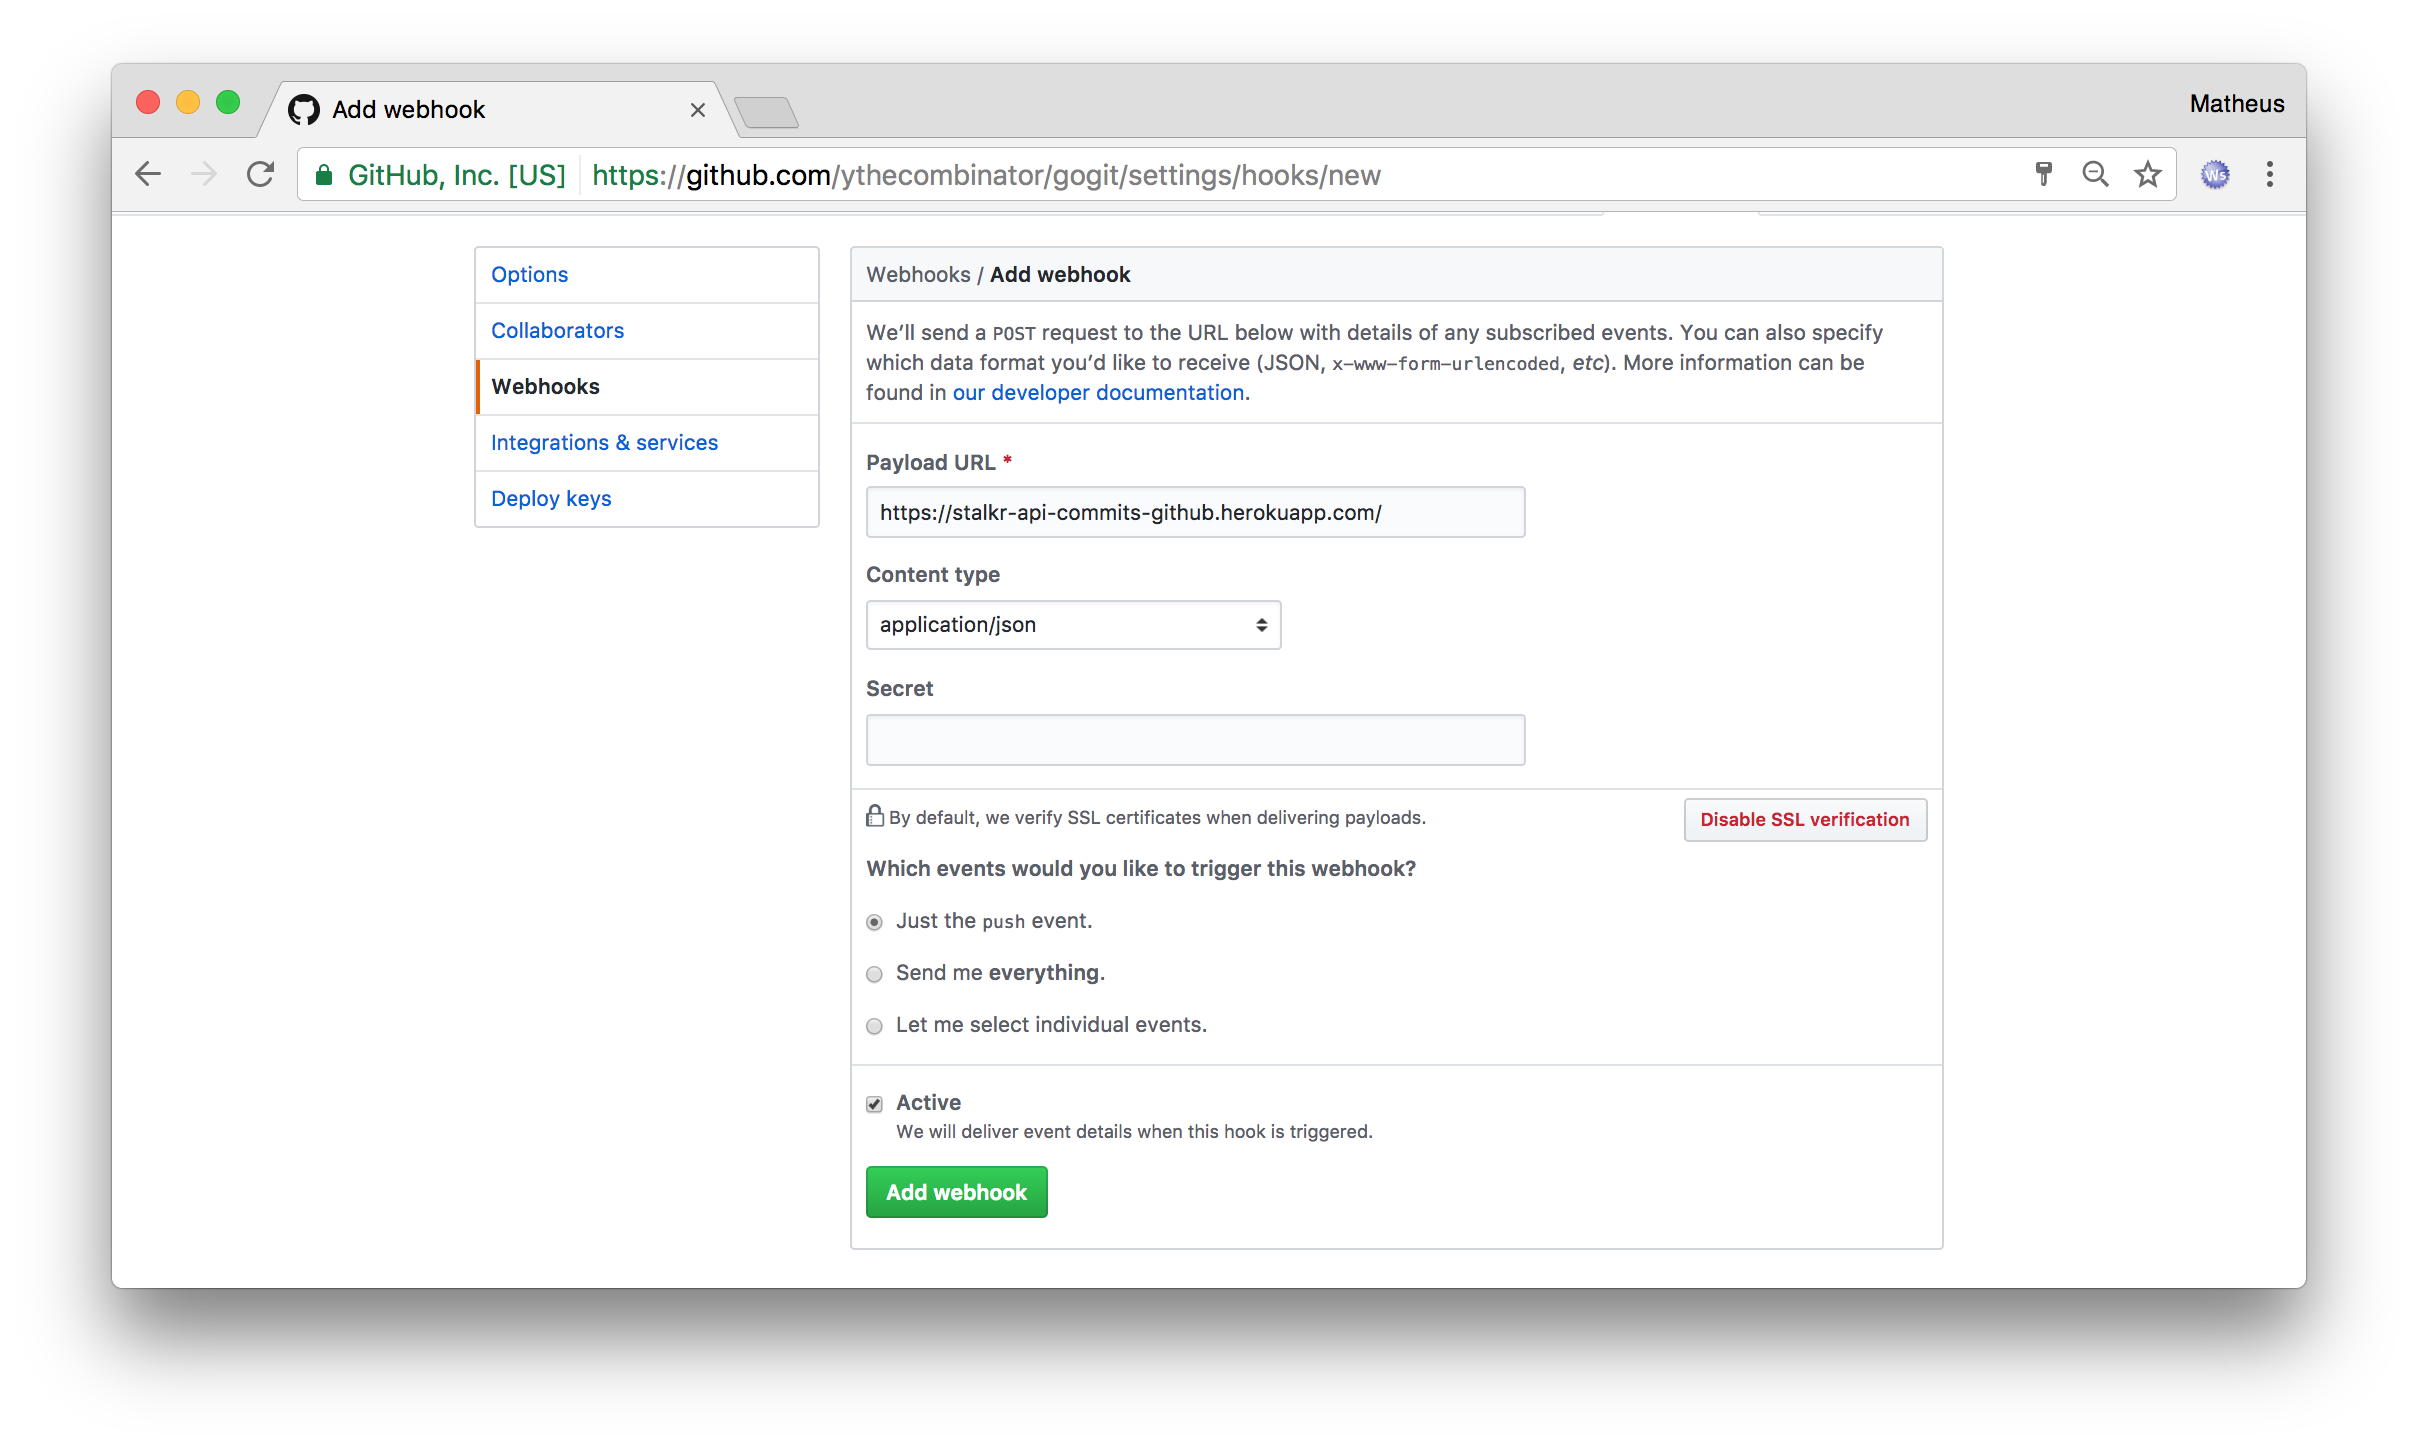 Add webhook
Matheus
GitHub, Inc. [US] https://github.com/ythecombinator/gogit/settings/hooks/new
Ws
Options
Collaborators
Webhooks
Integrations & services
Deploy keys
Webhooks / Add webhook
We’ll send a POST request to the URL below with details of any subscribed events. You can also specify
which data format you’d like to receive (JSON, x-www-form-urlencoded, etc). More information can be
found in our developer documentation.
Payload URL *
https://stalkr-api-commits-github.herokuapp.com/
Content type
application/json
Secret
By default, we verify SSL certificates when delivering payloads.
Disable SSL verification
Which events would you like to trigger this webhook?
Just the push event.
Send me everything.
Let me select individual events.
Active
We will deliver event details when this hook is triggered.
Add webhook